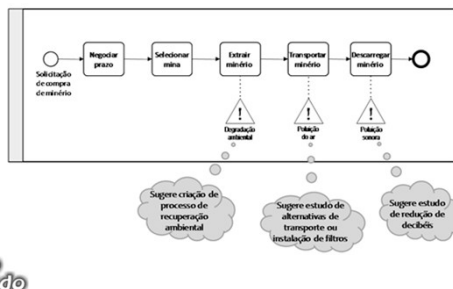 Negociar
prazo
Selecionar
mina
Extrair
minério
Transportar
minério
Descarregar
minério
Solicitação
de compra
de minério
!
!
!
Degradação
ambiental
Poluição
do ar
Poluição
sonora
Sugere criação de
processo de
recuperação
ambiental
Sugere estudo de
alternativas de
transporte ou
instalação de filtros
Sugere estudo
de redução de
decibéis
do